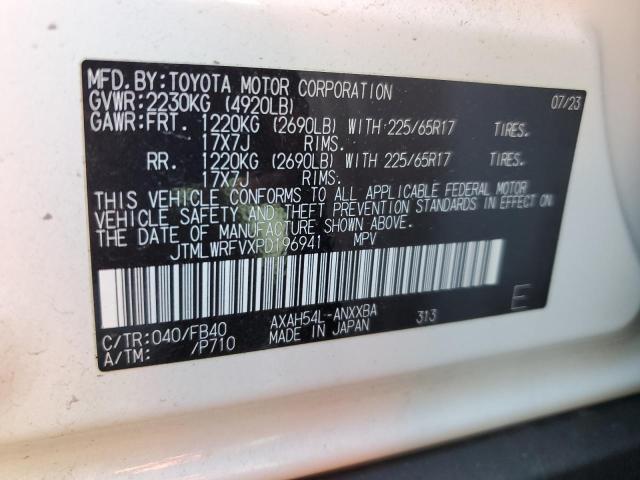 MFD. BY: TOYOTA MOTOR CORPORATION 07/23
GVWR: 2230KG (4920LB)
GAWR: FRT. 1220KG (2690LB) WITH 225/65R17 TIRES.
17X7J RIMS.
RR. 1220KG (2690LB) WITH 225/65R17 TIRES.
17X7J RIMS.
THIS VEHICLE CONFORMS TO ALL APPLICABLE FEDERAL MOTOR
VEHICLE SAFETY AND THEFT PREVENTION STANDARDS IN EFFECT ON
THE DATE OF MANUFACTURE SHOWN ABOVE.
JTMLWRFVXPD196941 MPV
C/TR: 040/FB40 AXAH54L-ANXXBA 313 E
A/TM: /P710 MADE IN JAPAN